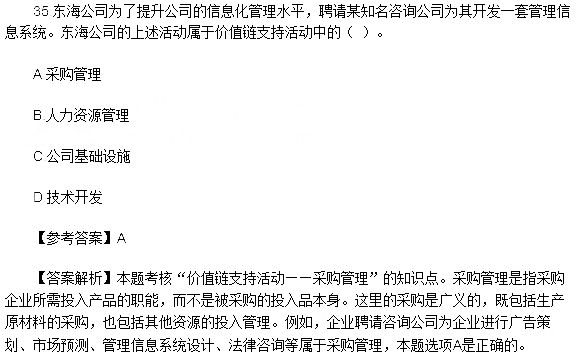 35 东海公司为了提升公司的信息化管理水平，聘请某知名咨询公司为其开发一套管理信
息系统。东海公司的上述活动属于价值链支持活动中的（ ）。
A 采购管理
B 人力资源管理
C 公司基础设施
D 技术开发
【参考答案】A
【答案解析】本题考核“价值链支持活动——采购管理”的知识点。采购管理是指采购
企业所需投入产品的职能，而不是被采购的投入品本身。这里的采购是广义的，既包括生产
原材料的采购，也包括其他资源的投入管理。例如，企业聘请咨询公司为企业进行广告策
划、市场预测、管理信息系统设计、法律咨询等属于采购管理，本题选项A是正确的。